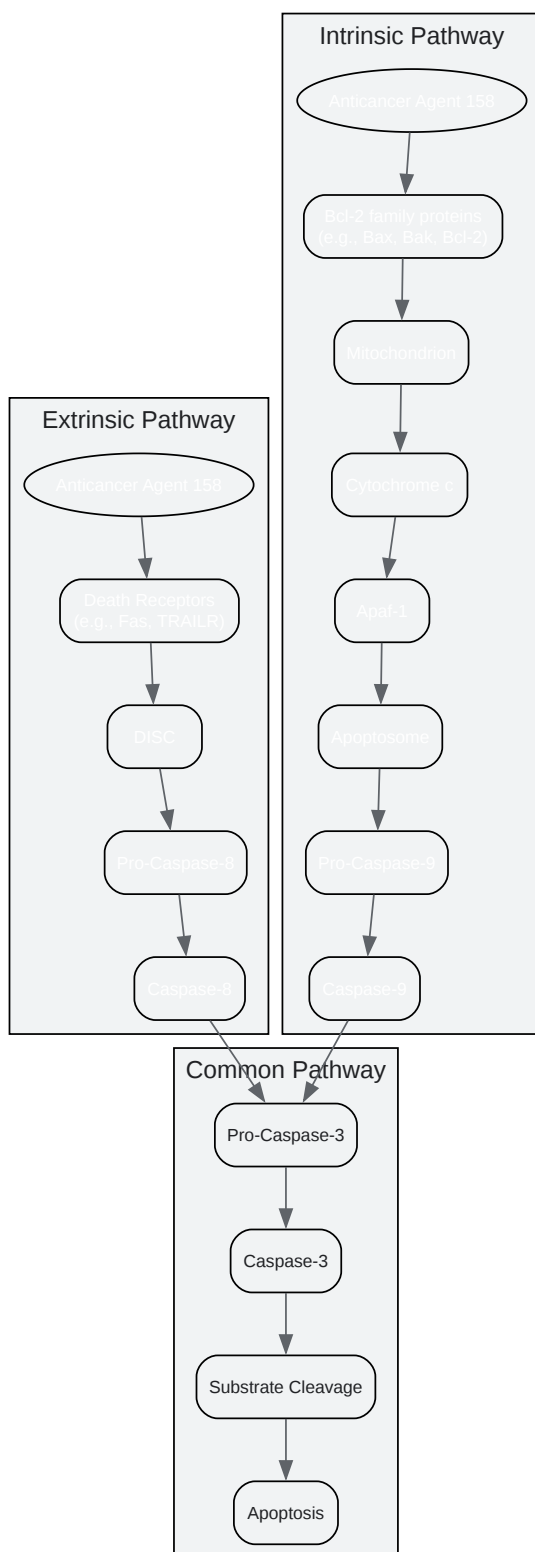 Intrinsic Pathway
Anticancer Agent 158
Bcl-2 family proteins
(e.g., Bax, Bak, Bcl-2)
Mitochondrion
Cytochrome c
Apaf-1
Apoptosome
Pro-Caspase-9
Caspase-9
Extrinsic Pathway
Anticancer Agent 158
Death Receptors
(e.g., Fas, TRAILR)
DISC
Pro-Caspase-8
Caspase-8
Common Pathway
Pro-Caspase-3
Caspase-3
Substrate Cleavage
Apoptosis